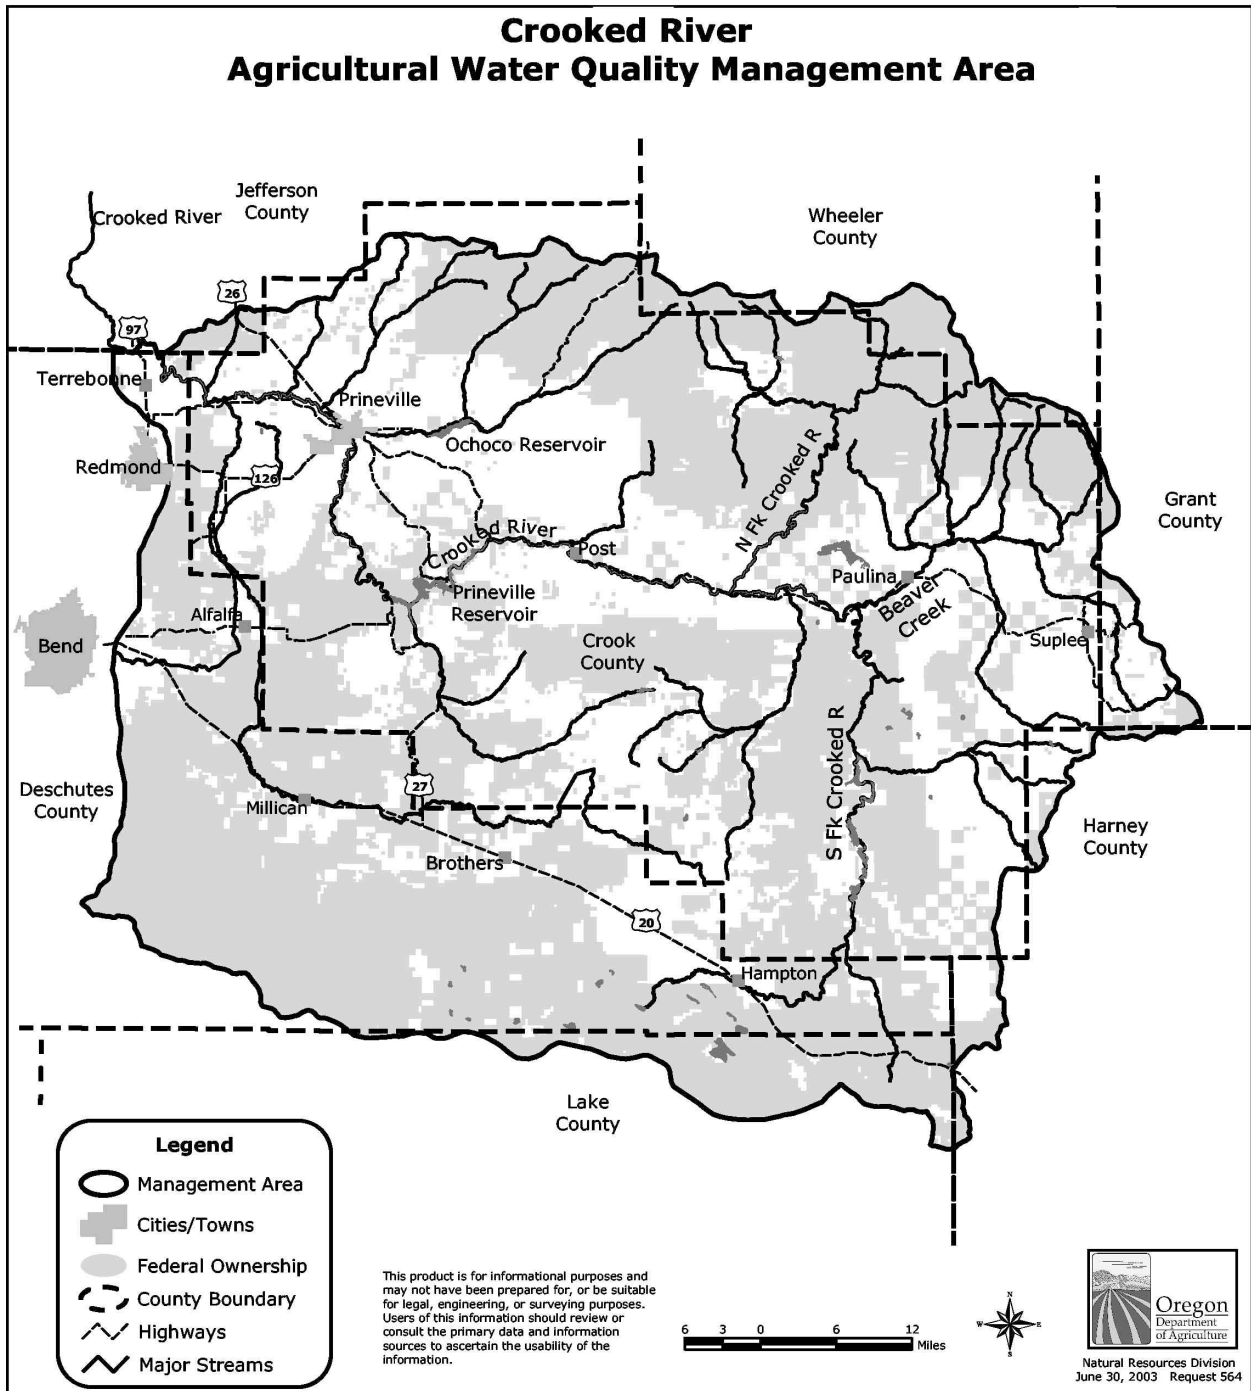 Crooked River
Agricultural Water Quality Management Area
Jefferson
County
Crooked River
Wheeler
County
26
97
Terrebonne
Prineville
Ochoco Reservoir
Redmond
126
N Fk Crooked R
Grant
County
Crooked River
Post
Paulina
Prineville
Reservoir
Beaver
Creek
Alfalfa
Bend
Crook
County
Suplee
S Fk Crooked R
Deschutes
County
27
Millican
Harney
County
Brothers
20
Hampton
Lake
County
Legend
Management Area
Cities/Towns
Federal Ownership
County Boundary
Highways
Major Streams
This product is for informational purposes and
may not have been prepared for, or be suitable
for legal, engineering, or surveying purposes.
Users of this information should review or
consult the primary data and information
sources to ascertain the usability of the
information.
6 3 0 6 12
Miles
N
W E
S
Oregon
Department
of Agriculture
Natural Resources Division
June 30, 2003 Request 564